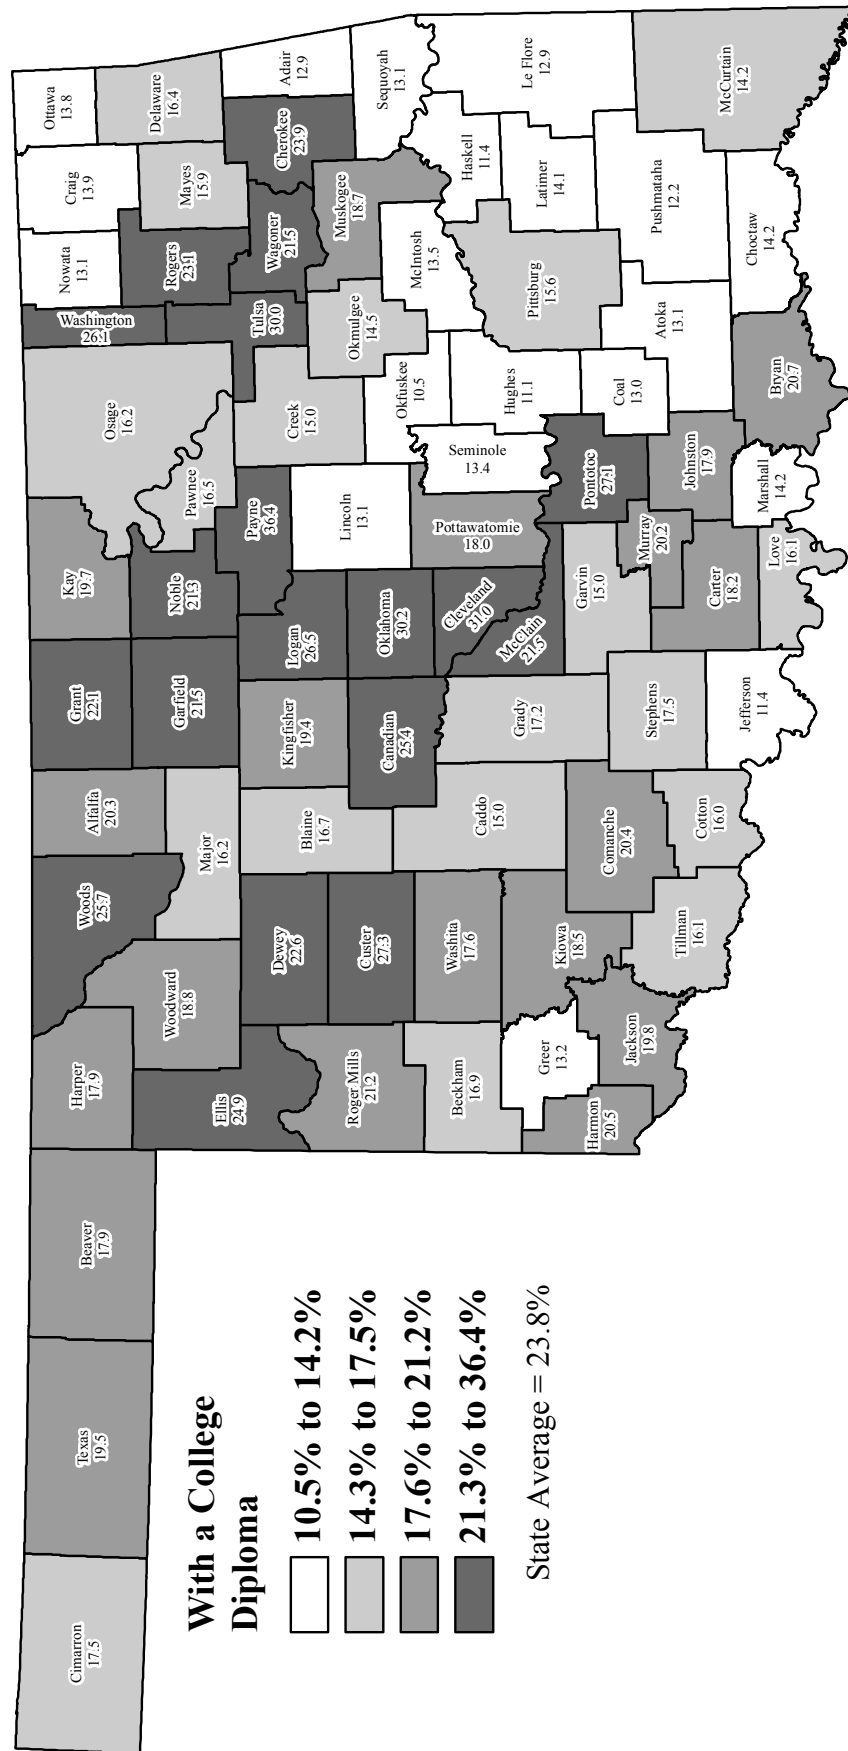 Cimarron
17.5
Texas
19.5
Beaver
17.9
Harper
17.9
Woods
25.7
Alfalfa
20.3
Grant
22.1
Kay
19.7
Osage
16.2
Washington
26.1
Nowata
13.1
Craig
13.9
Ottawa
13.8
Ellis
24.9
Woodward
18.8
Major
16.2
Garfield
21.5
Noble
21.3
Pawnee
16.5
Rogers
23.1
Mayes
15.9
Delaware
16.4
Roger Mills
21.2
Dewey
22.6
Blaine
16.7
Kingfisher
19.4
Logan
26.5
Payne
36.4
Creek
15.0
Tulsa
30.0
Wagoner
21.5
Cherokee
23.9
Adair
12.9
Custer
27.3
Canadian
25.4
Oklahoma
30.2
Lincoln
13.1
Okfuskee
10.5
Okmulgee
14.5
Muskogee
18.7
Sequoyah
13.1
Beckham
16.9
Washita
17.6
Caddo
15.0
Grady
17.2
Cleveland
31.0
McClain
21.5
Pottawatomie
18.0
Seminole
13.4
Hughes
11.1
McIntosh
13.5
Haskell
11.4
Le Flore
12.9
Greer
13.2
Kiowa
18.5
Comanche
20.4
Stephens
17.5
Garvin
15.0
Pontotoc
27.1
Coal
13.0
Pittsburg
15.6
Latimer
14.1
Harmon
20.5
Jackson
19.8
Tillman
16.1
Cotton
16.0
Jefferson
11.4
Carter
18.2
Murray
20.2
Johnston
17.9
Atoka
13.1
Pushmataha
12.2
McCurtain
14.2
Love
16.1
Marshall
14.2
Bryan
20.7
Choctaw
14.2
With a College
Diploma
10.5% to 14.2%
14.3% to 17.5%
17.6% to 21.2%
21.3% to 36.4%
State Average = 23.8%